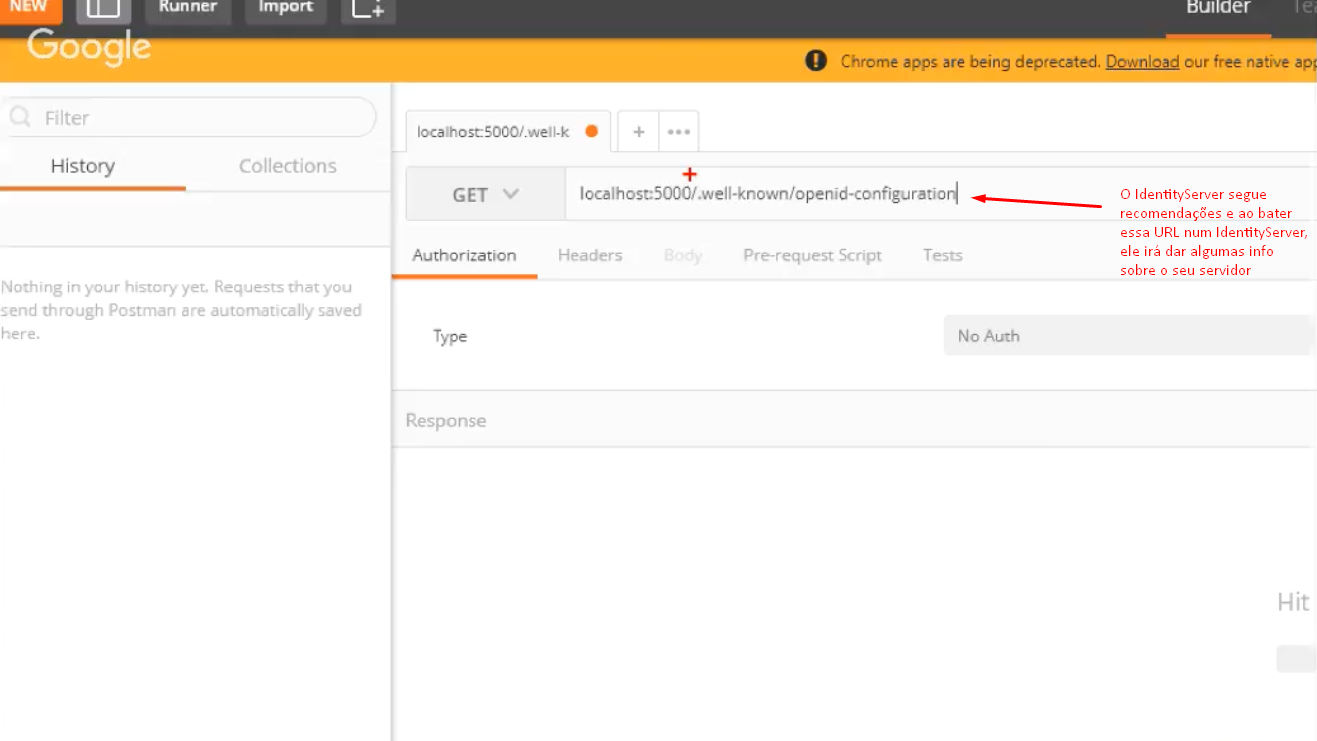 NEW
Runner
Import
Builder
Google
Chrome apps are being deprecated. Download our free native app
Filter
History
Collections
Nothing in your history yet. Requests that you
send through Postman are automatically saved
here.
localhost:5000/.well-k
GET
localhost:5000/.well-known/openid-configuration
O IdentityServer segue
recomendações e ao bater
essa URL num IdentityServer,
ele irá dar algumas info
sobre o seu servidor
Authorization
Headers
Body
Pre-request Script
Tests
Type
No Auth
Response
Hit